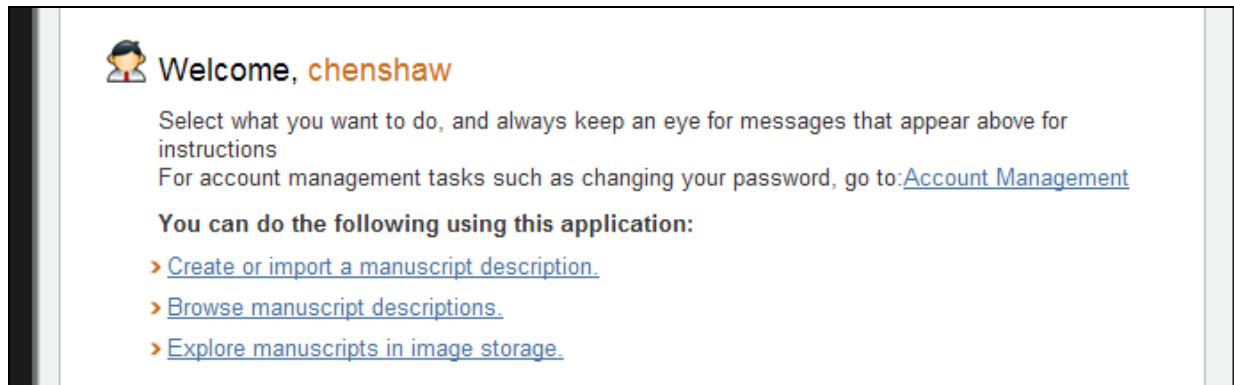 Welcome, chenshaw
Select what you want to do, and always keep an eye for messages that appear above for
instructions
For account management tasks such as changing your password, go to:Account Management
You can do the following using this application:
Create or import a manuscript description.
Browse manuscript descriptions.
Explore manuscripts in image storage.